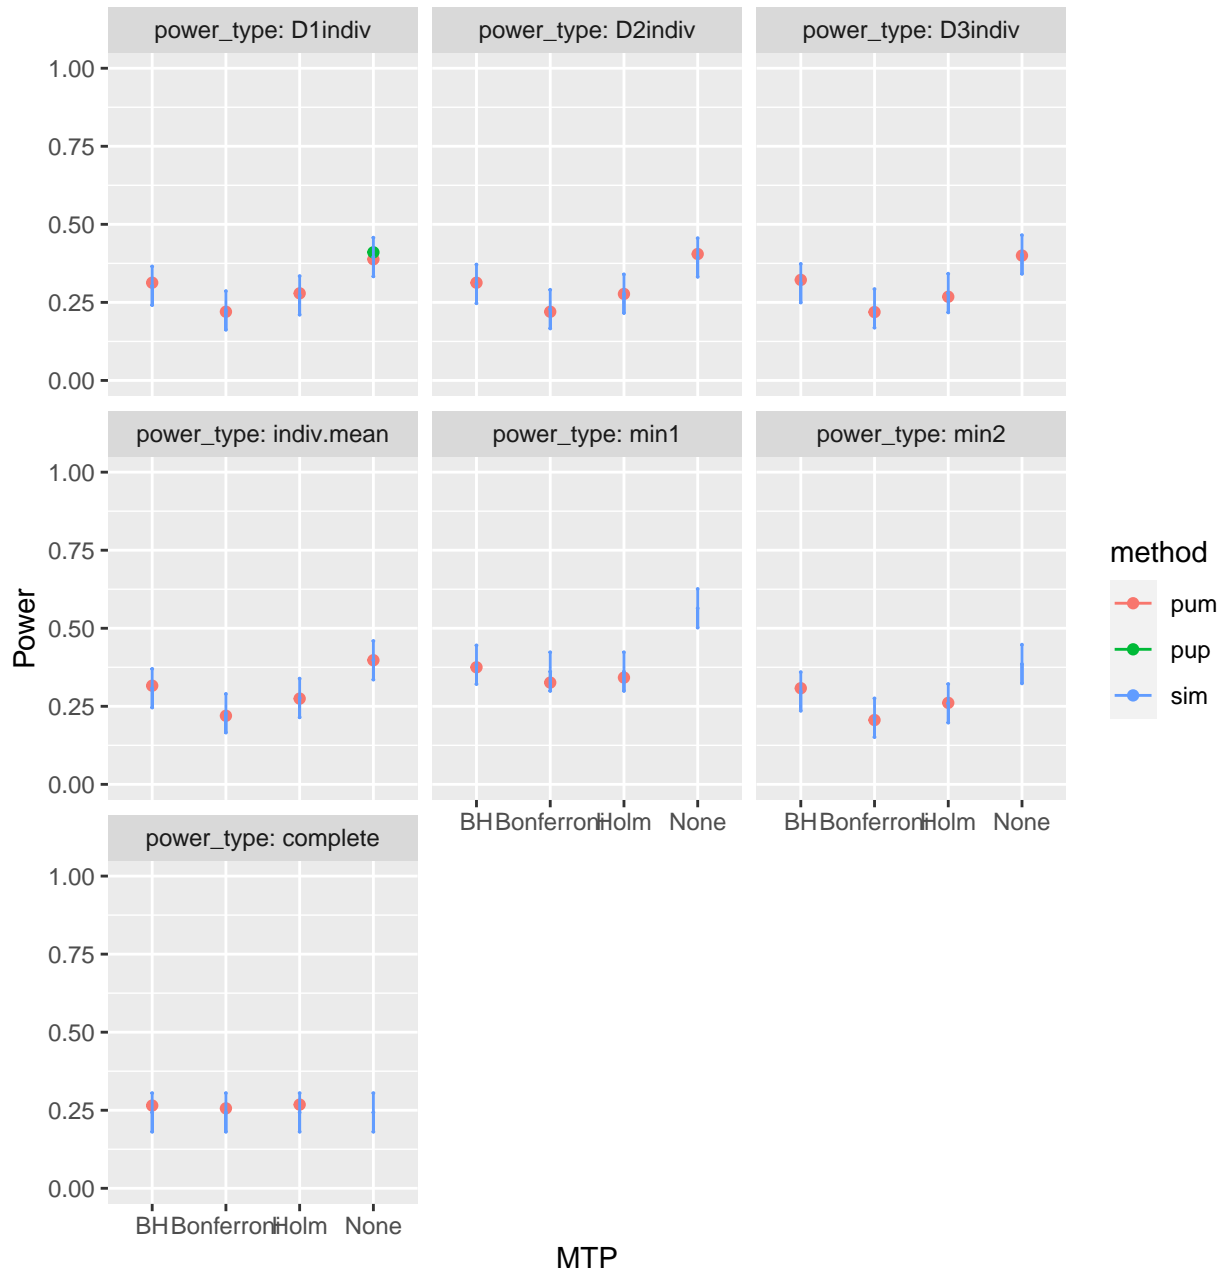 power_type: D1indiv power_type: D2indiv power_type: D3indiv
1.00
0.75
0.50
0.25
0.00
power_type: indiv.mean power_type: min1 power_type: min2
1.00
0.75
0.50
0.25
0.00
BH Bonferroni Holm None BH Bonferroni Holm None
power_type: complete
1.00
0.75
0.50
0.25
0.00
BH Bonferroni Holm None
MTP
Power
method
pum
pup
sim